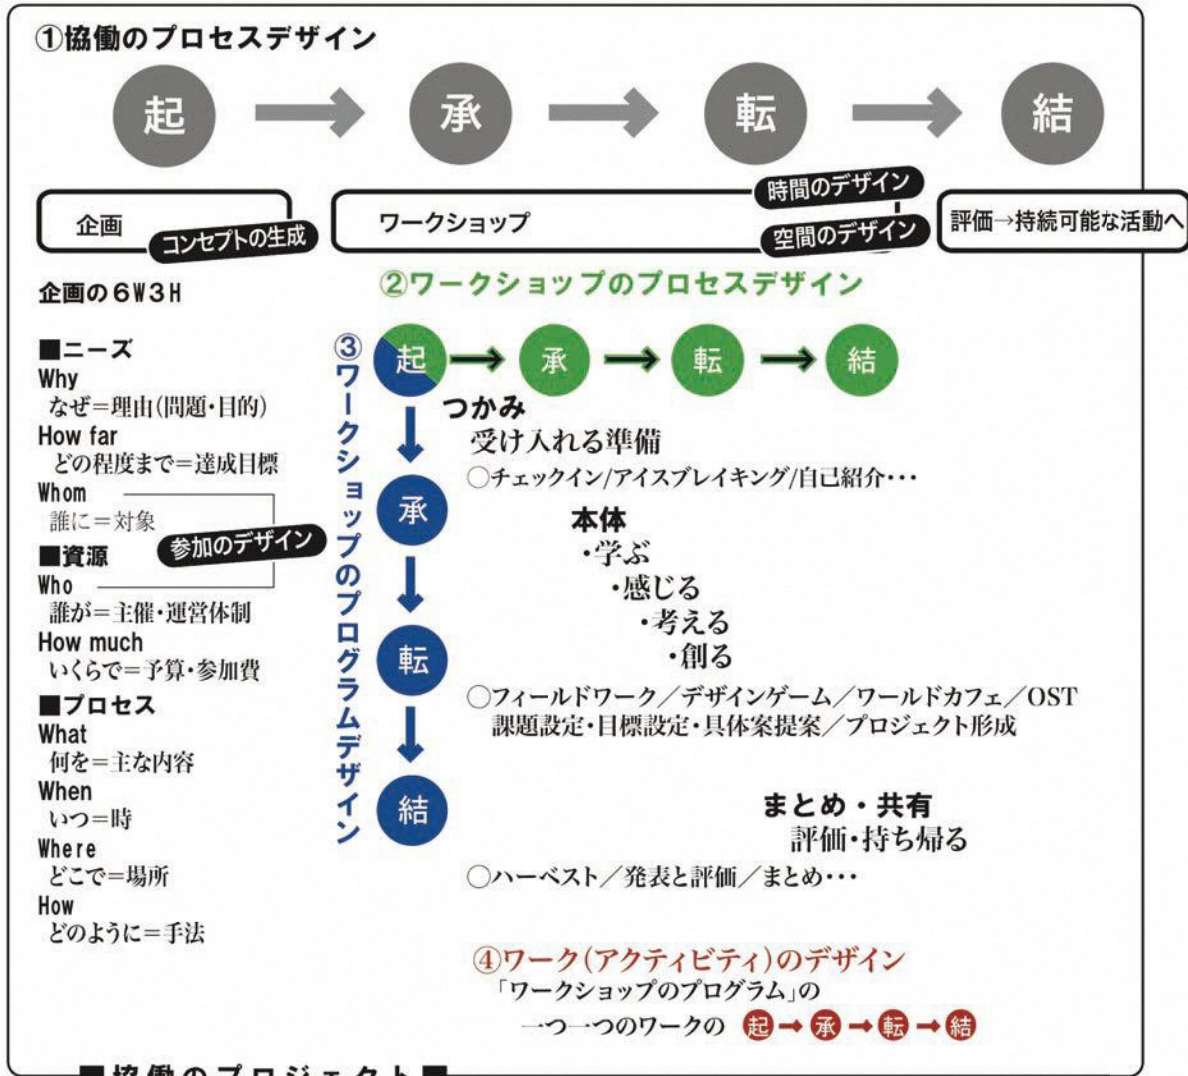 ①協働のプロセスデザイン
起 承 転 結
企画
コンセプトの生成
ワークショップ
時間のデザイン
空間のデザイン
評価→持続可能な活動へ
企画の6W3H
■ニーズ
Why
なぜ＝理由(問題・目的)
How far
どの程度まで＝達成目標
Whom
誰に＝対象
参加のデザイン
■資源
Who
誰が＝主催・運営体制
How much
いくらで＝予算・参加費
■プロセス
What
何を＝主な内容
When
いつ＝時
Where
どこで＝場所
How
どのように＝手法
②ワークショップのプロセスデザイン
起 承 転 結
③ワークショップのプログラムデザイン
承
転
結
つかみ
受け入れる準備
○チェックイン/アイスブレイキング/自己紹介・・・
本体
・学ぶ
・感じる
・考える
・創る
○フィールドワーク／デザインゲーム／ワールドカフェ／OST
課題設定・目標設定・具体案提案／プロジェクト形成
まとめ・共有
評価・持ち帰る
○ハーベスト／発表と評価／まとめ・・・
④ワーク(アクティビティ)のデザイン
「ワークショップのプログラム」の
一つ一つのワークの 起→承→転→結
■協働のプロジェクト■